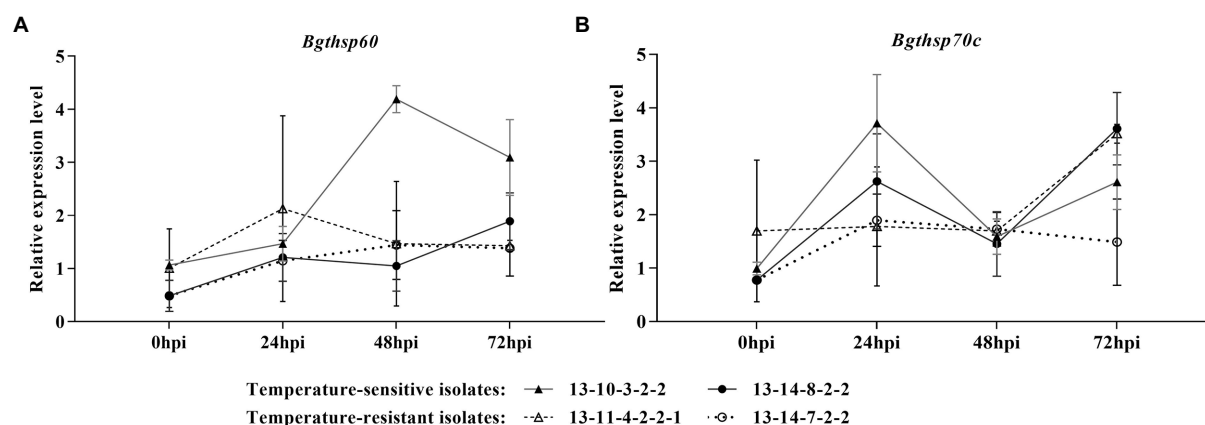 A
Bgthsp60
Relative expression level
5
4
3
2
1
0
0hpi 24hpi 48hpi 72hpi
B
Bgthsp70c
Relative expression level
5
4
3
2
1
0
0hpi 24hpi 48hpi 72hpi
Temperature-sensitive isolates: 13-10-3-2-2 13-14-8-2-2
Temperature-resistant isolates: 13-11-4-2-2-1 13-14-7-2-2